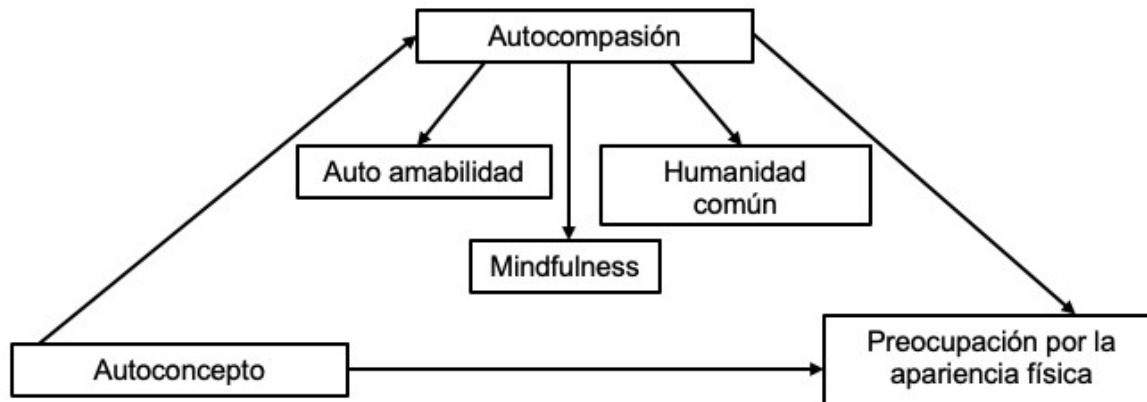 Autocompasión
Auto amabilidad
Humanidad
común
Mindfulness
Autoconcepto
Preocupación por la
apariencia física